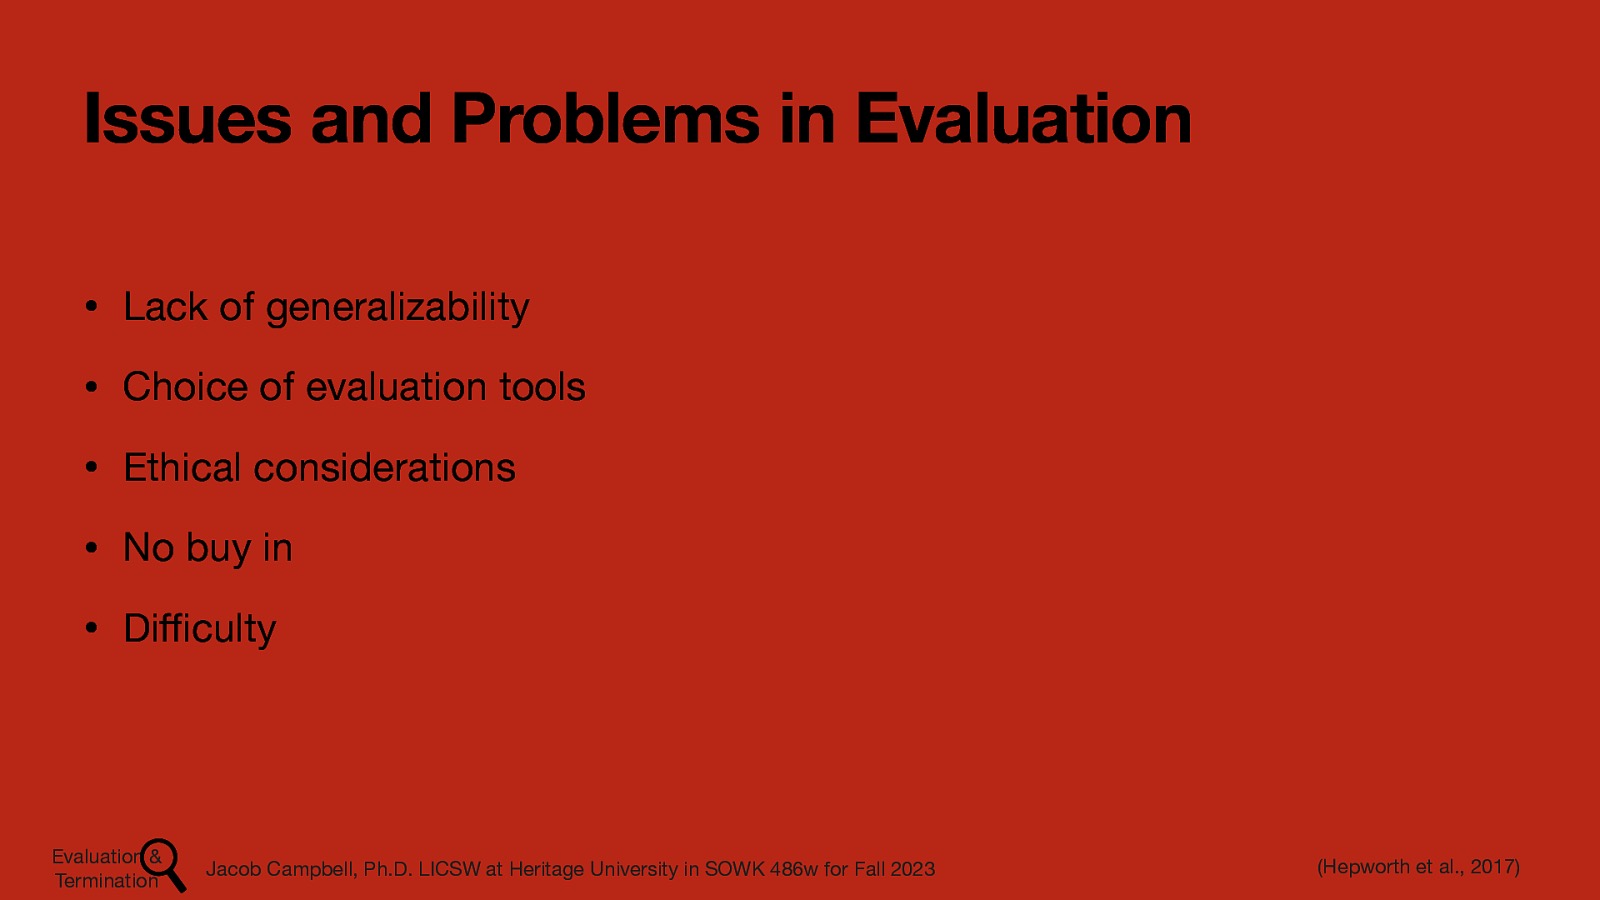 Issues and Problems in Evaluation
• Lack of generalizability
• Choice of evaluation tools
• Ethical considerations
• No buy in
• Difficulty
Evaluation &
Termination
Jacob Campbell, Ph.D. LICSW at Heritage University in SOWK 486w for Fall 2023
(Hepworth et al., 2017)